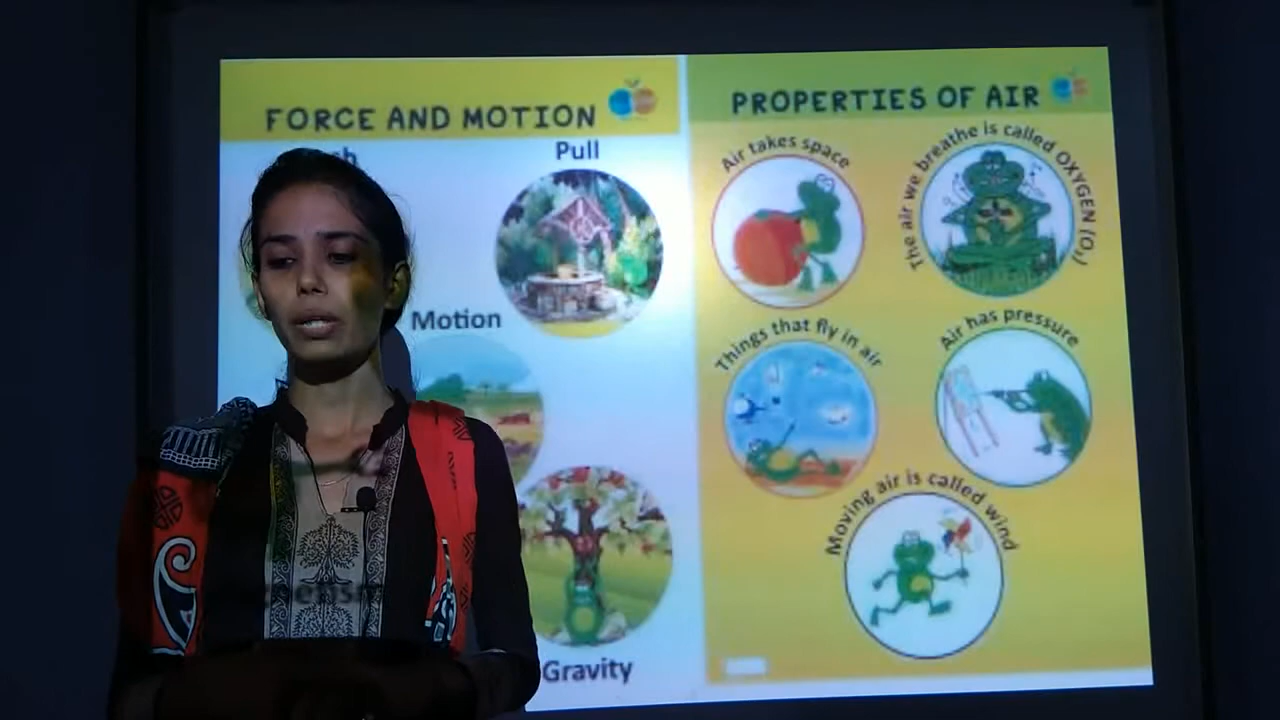 FORCE AND MOTION
Pull
Motion
Gravity
PROPERTIES OF AIR
Air takes space
The air we breathe is called OXYGEN (O₂)
Things that fly in air
Air has pressure
Moving air is called wind